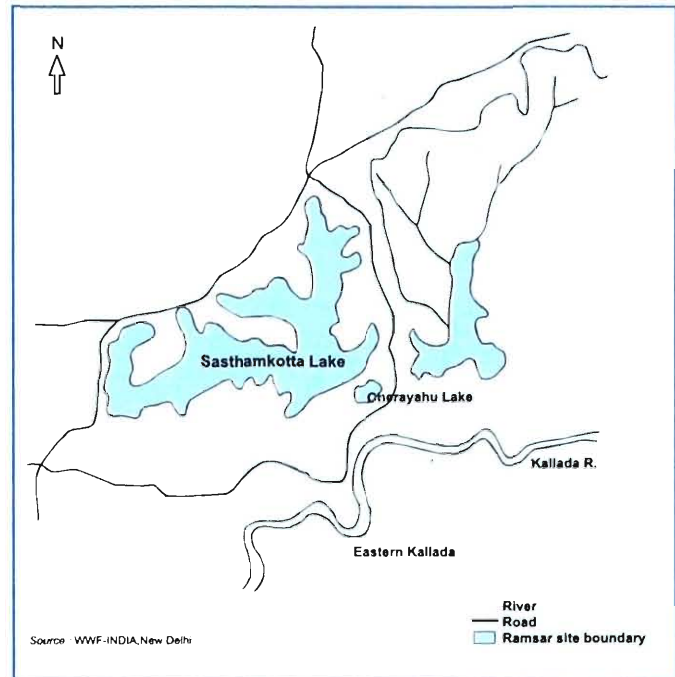 N
Sasthamkotta Lake
Cherayahu Lake
Kallada R.
Eastern Kallada
River
Road
Ramsar site boundary
Source : WWF-INDIA, New Delhi